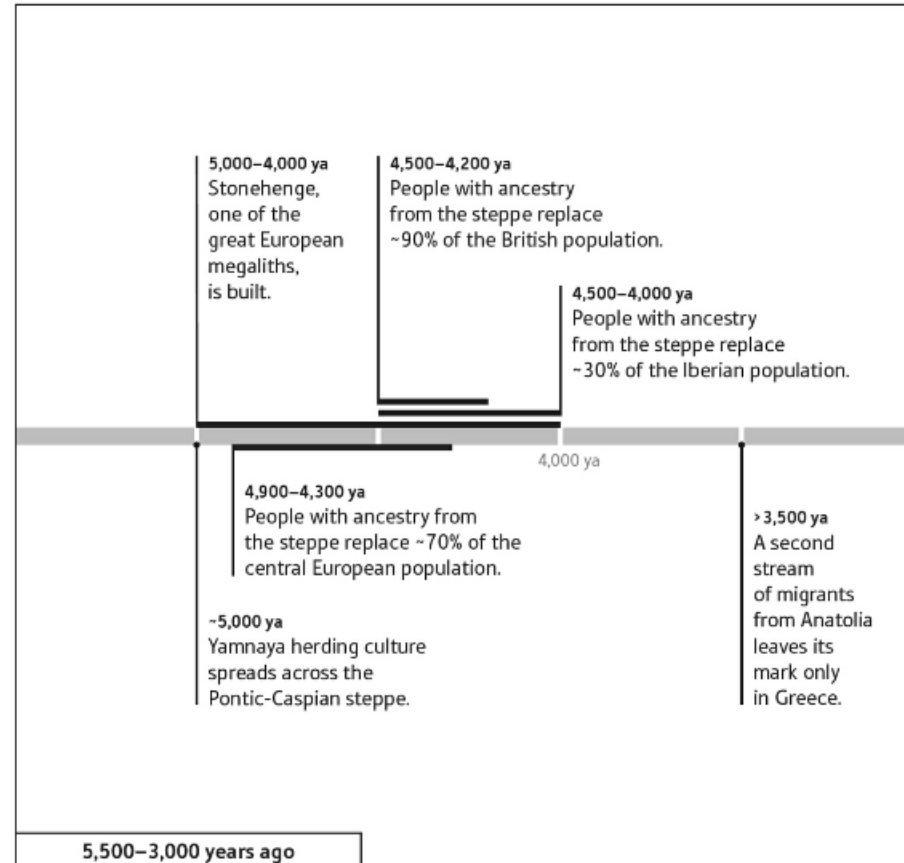 5,000–4,000 ya
Stonehenge,
one of the
great European
megaliths,
is built.
4,500–4,200 ya
People with ancestry
from the steppe replace
~90% of the British population.
4,500–4,000 ya
People with ancestry
from the steppe replace
~30% of the Iberian population.
4,000 ya
4,900–4,300 ya
People with ancestry from
the steppe replace ~70% of the
central European population.
>3,500 ya
A second
stream
of migrants
from Anatolia
leaves its
mark only
in Greece.
~5,000 ya
Yamnaya herding culture
spreads across the
Pontic-Caspian steppe.
5,500–3,000 years ago